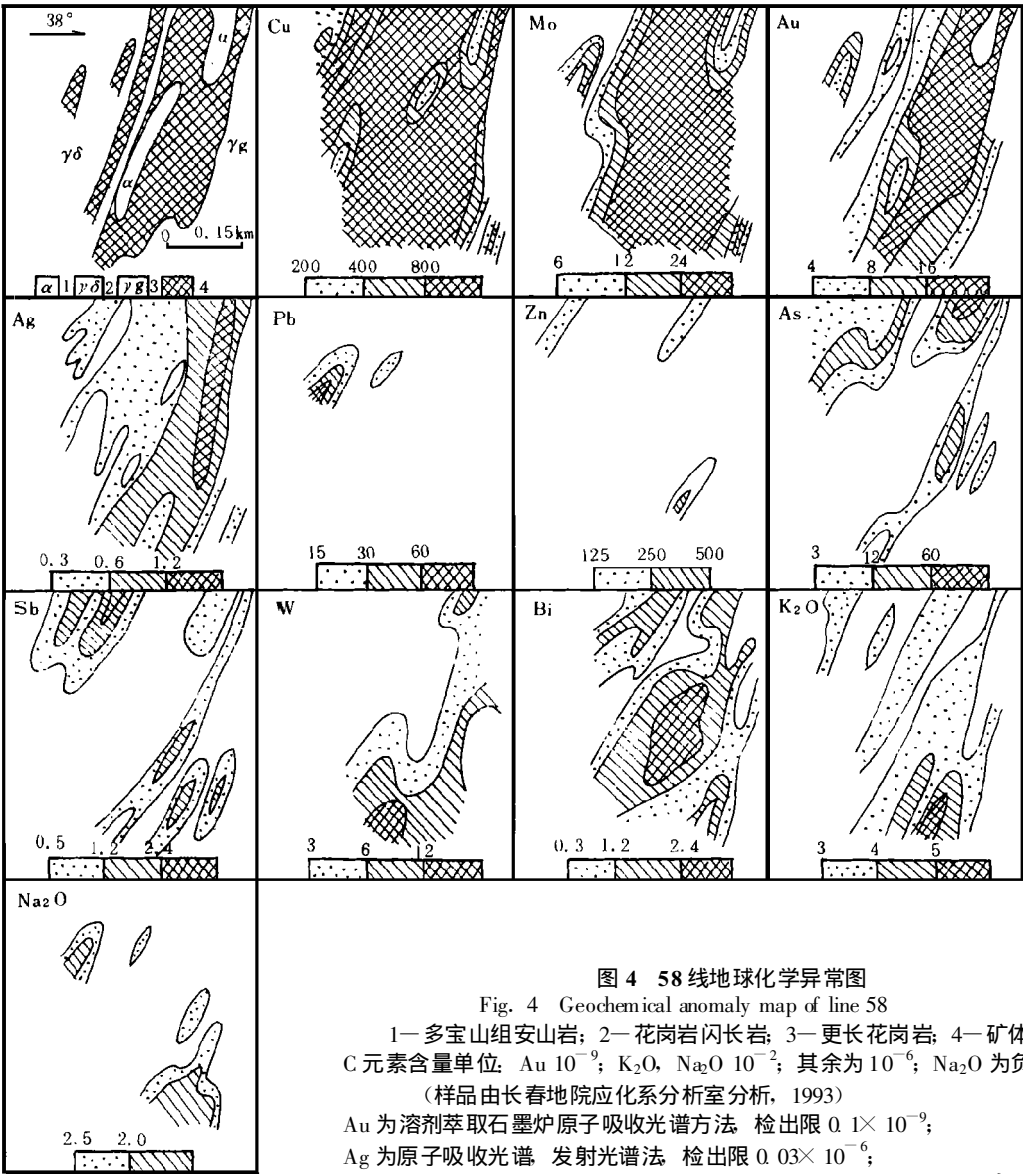 38°
α
γδ
γg
α
0 0.15km
α 1 γδ 2 γg 3 4
Cu
200 400 800
Mo
6 12 24
Au
4 8 16
Ag
0.3 0.6 1.2
Pb
15 30 60
Zn
125 250 500
As
3 12 60
Sb
0.5 1.2 2.4
W
3 6 12
Bi
0.3 1.2 2.4
K₂O
3 4 5
Na₂O
2.5 2.0
图 4 58 线地球化学异常图
Fig. 4 Geochemical anomaly map of line 58
1—多宝山组安山岩; 2—花岗岩闪长岩; 3—更长花岗岩; 4—矿体
C 元素含量单位: Au 10⁻⁹; K₂O, Na₂O 10⁻²; 其余为 10⁻⁶; Na₂O 为负
(样品由长春地院应化系分析室分析, 1993)
Au 为溶剂萃取石墨炉原子吸收光谱方法, 检出限 0.1× 10⁻⁹;
Ag 为原子吸收光谱, 发射光谱法, 检出限 0.03× 10⁻⁶;